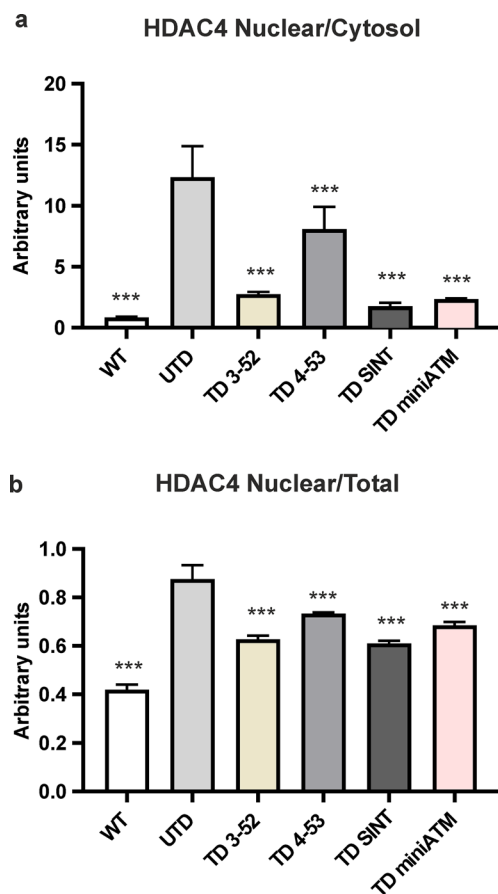 a
HDAC4 Nuclear/Cytosol
Arbitrary units
20
15
10
5
0
***
***
***
***
***
WT
UTD
TD 3-52
TD 4-53
TD SINT
TD miniATM
b
HDAC4 Nuclear/Total
Arbitrary units
1.0
0.8
0.6
0.4
0.2
0.0
***
***
***
***
***
WT
UTD
TD 3-52
TD 4-53
TD SINT
TD miniATM